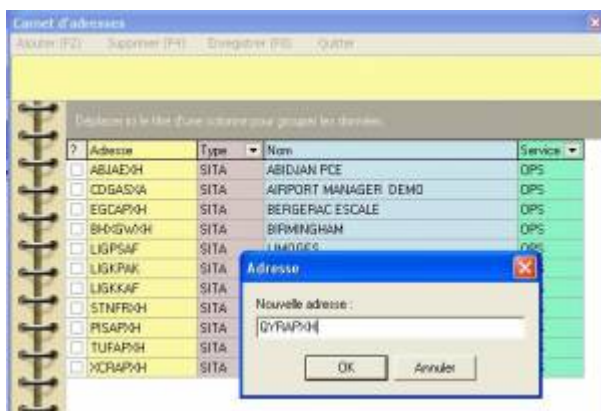 Carnet d'adresses
Ajouter (F2) Supprimer (F4) Enregistrer (F8) Quitter
Déplacer ici le titre d'une colonne pour grouper les données.
? Adresse Type Nom Service
ABJAEXH SITA ABIDJAN PCE OPS
CDGASXA SITA AIRPORT MANAGER DEMO OPS
EGCAPXH SITA BERGERAC ESCALE OPS
BHXGWXH SITA BIRMINGHAM OPS
LIGPSAF SITA LIMOGES OPS
LIGKPAK SITA
LIGKKAF SITA
STNFRXH SITA
PISAPXH SITA
TUFAPXH SITA
XCRAPXH SITA
Adresse
Nouvelle adresse :
QYRAPXH
OK Annuler